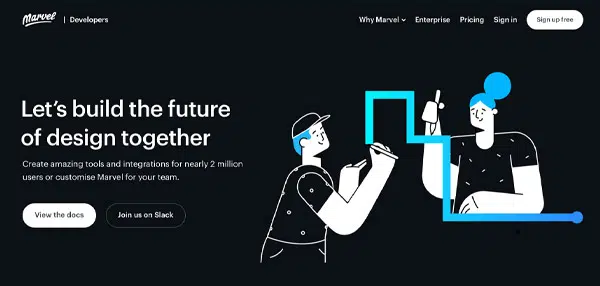 Marvel | Developers
Why Marvel Enterprise Pricing Sign in Sign up free
Let's build the future
of design together
Create amazing tools and integrations for nearly 2 million
users or customise Marvel for your team.
View the docs Join us on Slack